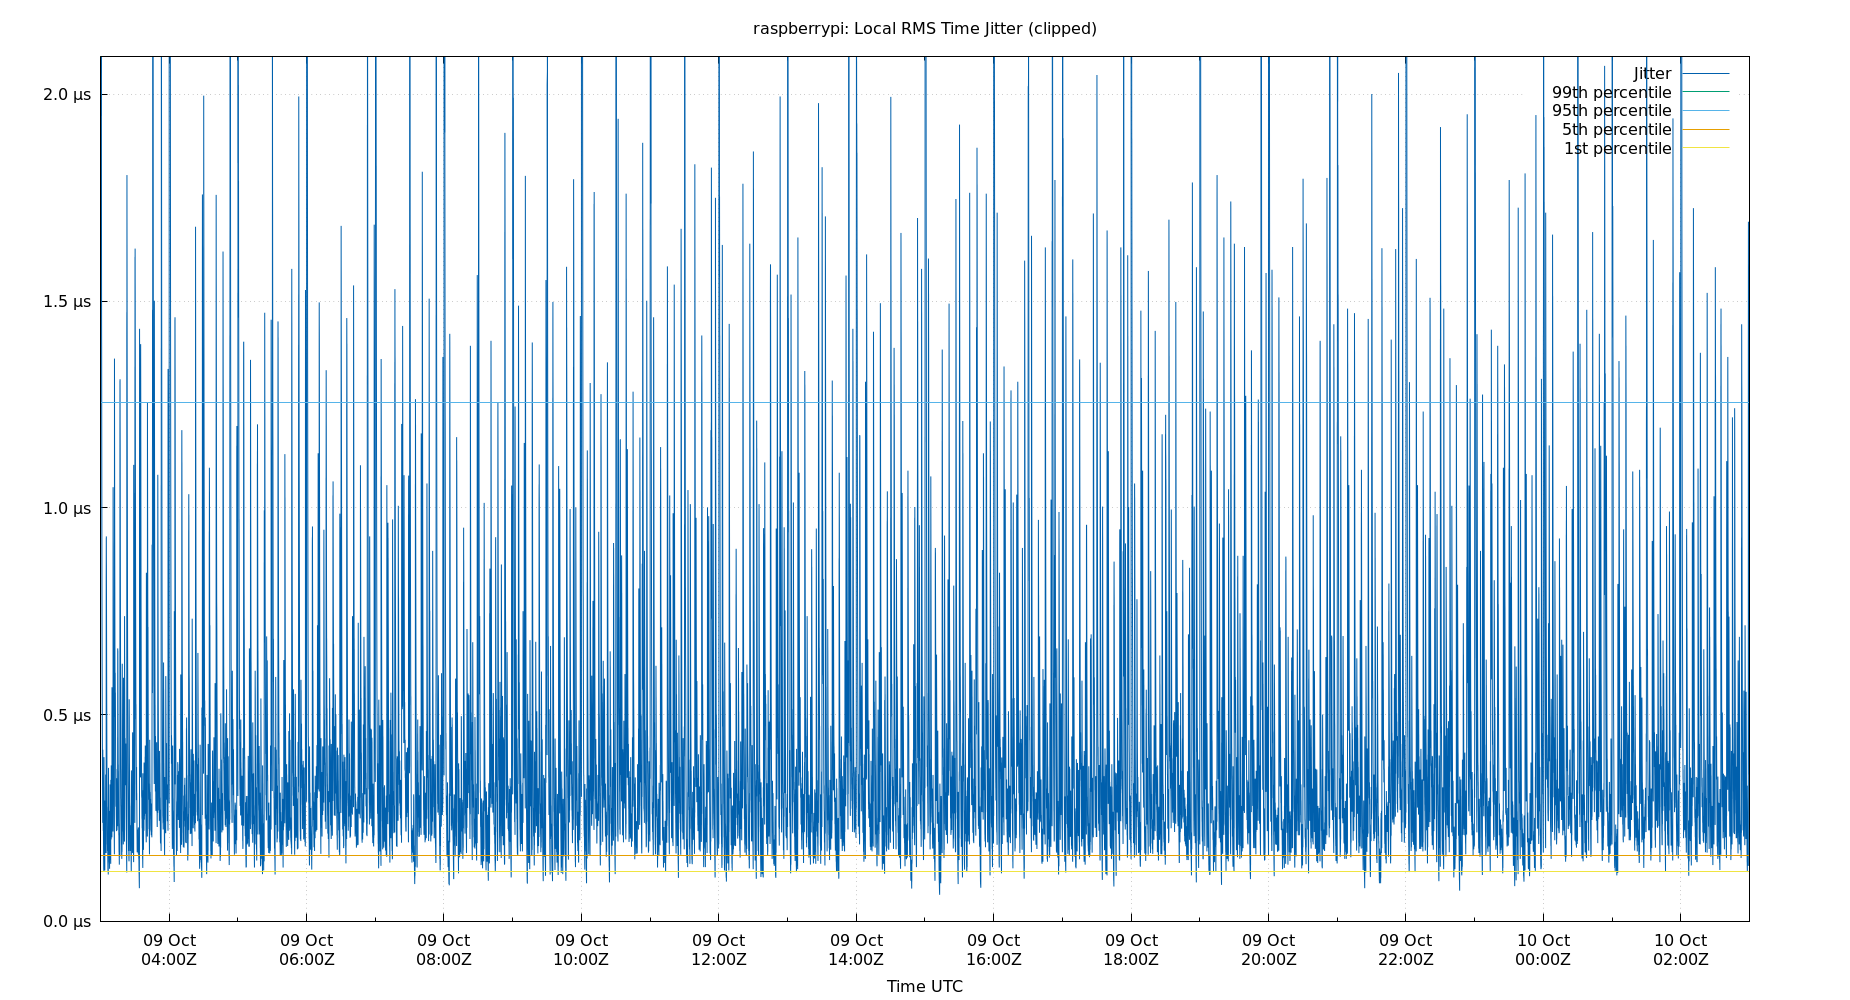 raspberrypi: Local RMS Time Jitter (clipped)
Jitter
99th percentile
95th percentile
5th percentile
1st percentile
2.0 µs
1.5 µs
1.0 µs
0.5 µs
0.0 µs
09 Oct 09 Oct 09 Oct 09 Oct 09 Oct 09 Oct 09 Oct 09 Oct 09 Oct 09 Oct 10 Oct 10 Oct
04:00Z 06:00Z 08:00Z 10:00Z 12:00Z 14:00Z 16:00Z 18:00Z 20:00Z 22:00Z 00:00Z 02:00Z
Time UTC